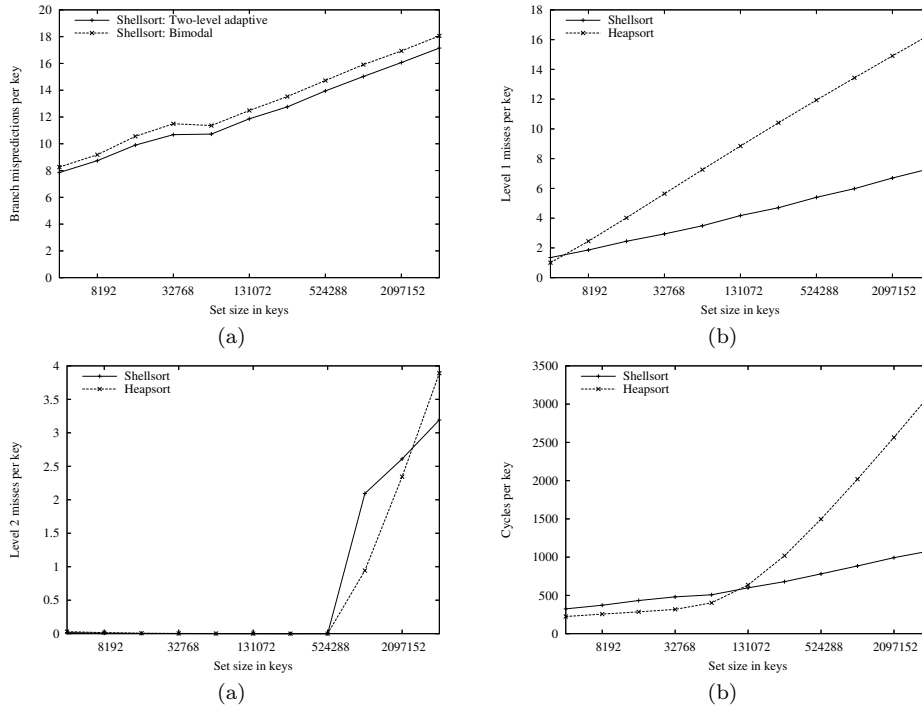 Shellsort: Two-level adaptive
Shellsort: Bimodal
Branch mispredictions per key
20
18
16
14
12
10
8
6
4
2
0
8192 32768 131072 524288 2097152
Set size in keys
(a)
Shellsort
Heapsort
Level 1 misses per key
18
16
14
12
10
8
6
4
2
0
8192 32768 131072 524288 2097152
Set size in keys
(b)
Shellsort
Heapsort
Level 2 misses per key
4
3.5
3
2.5
2
1.5
1
0.5
0
8192 32768 131072 524288 2097152
Set size in keys
(a)
Shellsort
Heapsort
Cycles per key
3500
3000
2500
2000
1500
1000
500
0
8192 32768 131072 524288 2097152
Set size in keys
(b)